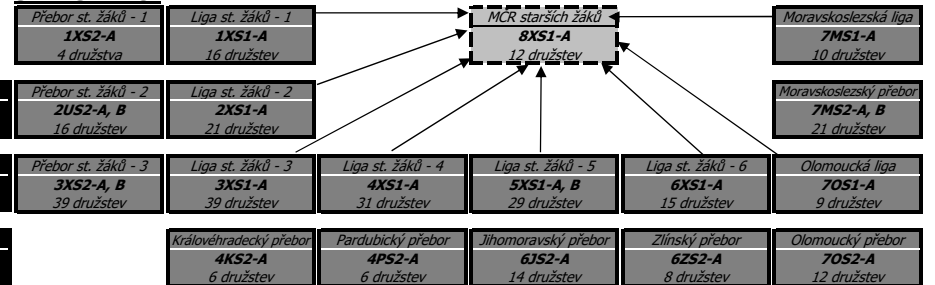 Přebor st. žáků - 1
1XS2-A
4 družstva
Liga st. žáků - 1
1XS1-A
16 družstev
MČR starších žáků
8XS1-A
12 družstev
Moravskoslezská liga
7MS1-A
10 družstev
Přebor st. žáků - 2
2US2-A, B
16 družstev
Liga st. žáků - 2
2XS1-A
21 družstev
Moravskoslezský přebor
7MS2-A, B
21 družstev
Přebor st. žáků - 3
3XS2-A, B
39 družstev
Liga st. žáků - 3
3XS1-A
39 družstev
Liga st. žáků - 4
4XS1-A
31 družstev
Liga st. žáků - 5
5XS1-A, B
29 družstev
Liga st. žáků - 6
6XS1-A
15 družstev
Olomoucká liga
7OS1-A
9 družstev
Královéhradecký přebor
4KS2-A
6 družstev
Pardubický přebor
4PS2-A
6 družstev
Jihomoravský přebor
6JS2-A
14 družstev
Zlínský přebor
6ZS2-A
8 družstev
Olomoucký přebor
7OS2-A
12 družstev